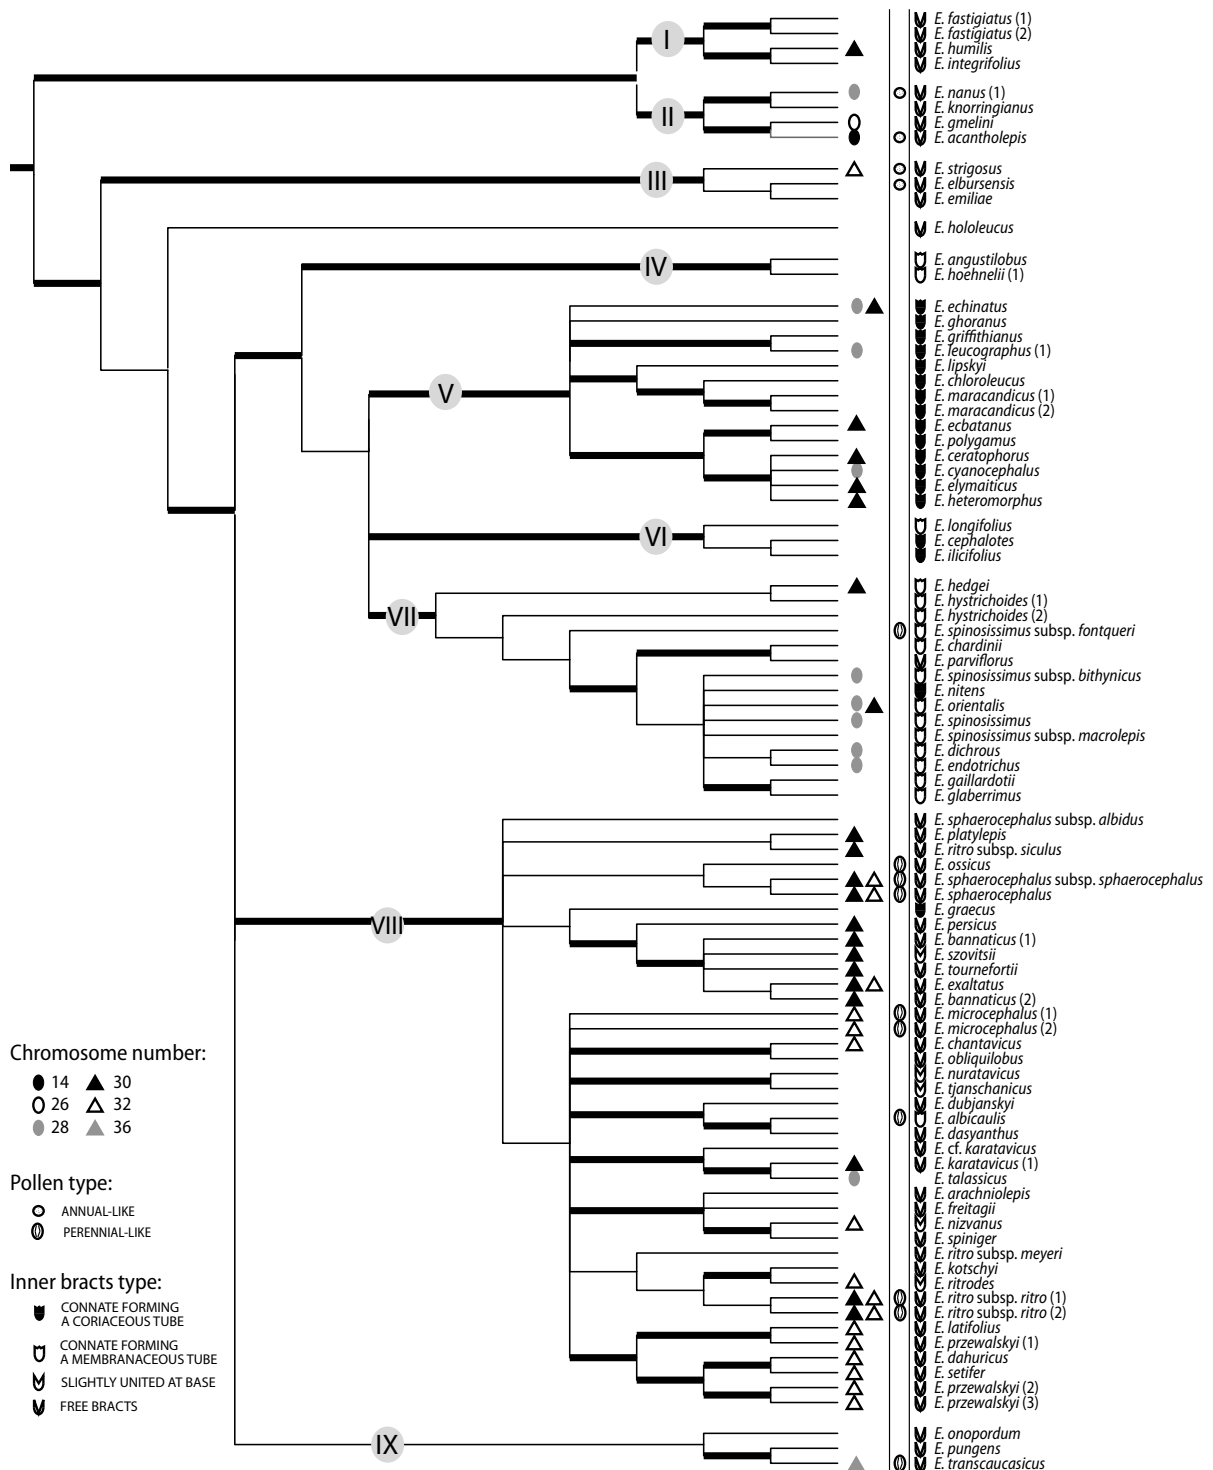 I
II
III
IV
V
VI
VII
VIII
IX
E. fastigiatus (1)
E. fastigiatus (2)
E. humilis
E. integrifolius
E. nanus (1)
E. knorringianus
E. gmelini
E. acantholepis
E. strigosus
E. elbursensis
E. emiliae
E. hololeucus
E. angustilobus
E. hoehnelii (1)
E. echinatus
E. ghoranus
E. griffithianus
E. leucographus (1)
E. lipskyi
E. chloroleucus
E. maracandicus (1)
E. maracandicus (2)
E. ecbatanus
E. polygamus
E. ceratophorus
E. cyanocephalus
E. elymaiticus
E. heteromorphus
E. longifolius
E. cephalotes
E. ilicifolius
E. hedgei
E. hystrichoides (1)
E. hystrichoides (2)
E. spinosissimus subsp. fontqueri
E. chardinii
E. parviflorus
E. spinosissimus subsp. bithynicus
E. nitens
E. orientalis
E. spinosissimus
E. spinosissimus subsp. macrolepis
E. dichrous
E. endotrichus
E. gaillardotii
E. glaberrimus
E. sphaerocephalus subsp. albidus
E. platylepis
E. ritro subsp. siculus
E. ossicus
E. sphaerocephalus subsp. sphaerocephalus
E. sphaerocephalus
E. graecus
E. persicus
E. bannaticus (1)
E. szovitsii
E. tournefortii
E. exaltatus
E. bannaticus (2)
E. microcephalus (1)
E. microcephalus (2)
E. chantavicus
E. obliquilobus
E. nuratavicus
E. tjanschanicus
E. dubjanskyi
E. albicaulis
E. dasyanthus
E. cf. karatavicus
E. karatavicus (1)
E. talassicus
E. arachniolepis
E. freitagii
E. nizvanus
E. spiniger
E. ritro subsp. meyeri
E. kotschyi
E. ritrodes
E. ritro subsp. ritro (1)
E. ritro subsp. ritro (2)
E. latifolius
E. przewalskyi (1)
E. dahuricus
E. setifer
E. przewalskyi (2)
E. przewalskyi (3)
E. onopordum
E. pungens
E. transcaucasicus
Chromosome number:
14 30
26 32
28 36
Pollen type:
ANNUAL-LIKE
PERENNIAL-LIKE
Inner bracts type:
CONNATE FORMING
A CORIACEOUS TUBE
CONNATE FORMING
A MEMBRANACEOUS TUBE
SLIGHTLY UNITED AT BASE
FREE BRACTS